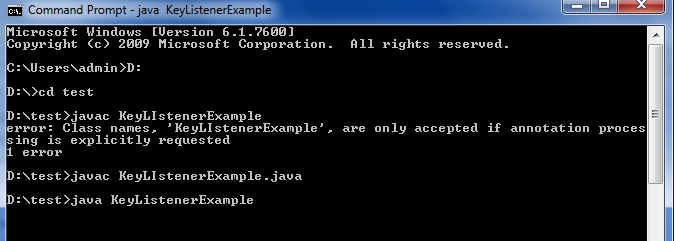 Command Prompt - java  KeyListenerExample
Microsoft Windows [Version 6.1.7600]
Copyright (c) 2009 Microsoft Corporation.  All rights reserved.
C:\Users\admin>D:
D:\>cd test
D:\test>javac KeyLIstenerExample
error: Class names, 'KeyLIstenerExample', are only accepted if annotation proces
sing is explicitly requested
1 error
D:\test>javac KeyLIstenerExample.java
D:\test>java KeyListenerExample